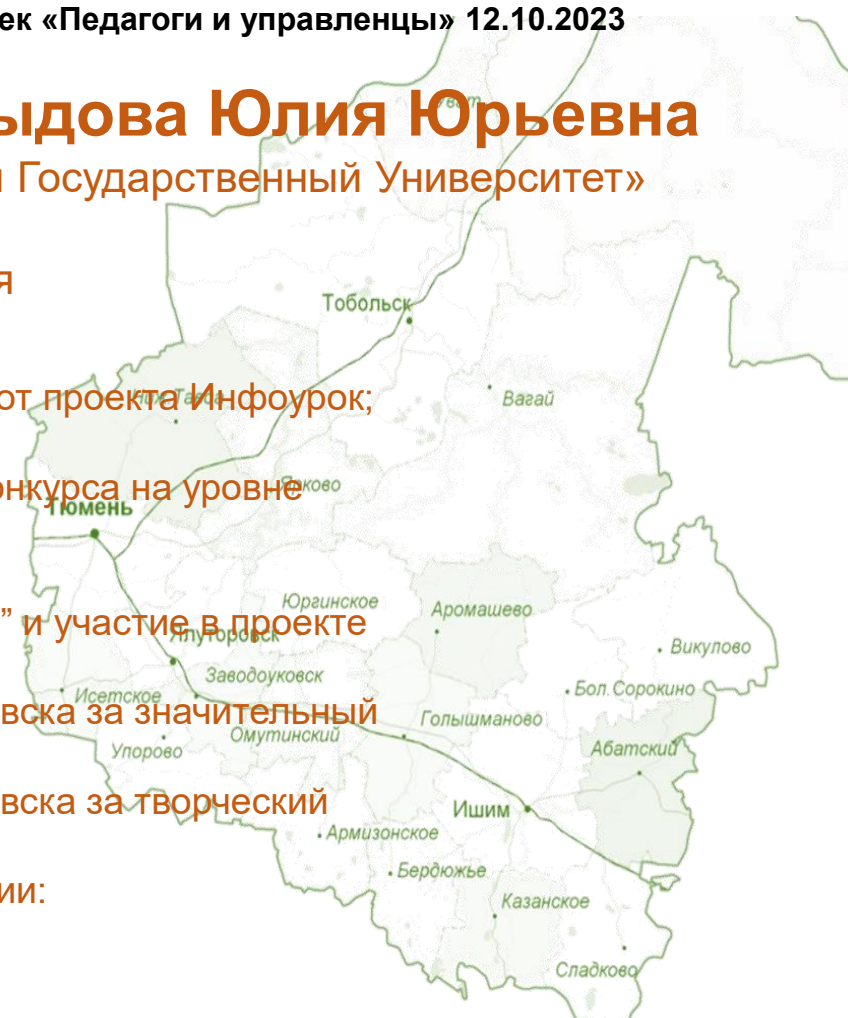 ек «Педагоги и управленцы» 12.10.2023
Уват
ыдова Юлия Юрьевна
Государственный Университет»
я
Тобольск
от проекта Инфоурок;
Вагай
онкурса на уровне
Ярково
Тюмень
Юргинское
Аромашево
” и участие в проекте
Ялуторовск
Викулово
Заводоуковск
Исетское
Бол.Сорокино
вска за значительный
Голышманово
Омутинский
Упорово
Абатский
вска за творческий
Ишим
Армизонское
Бердюжье
ии:
Казанское
Сладково